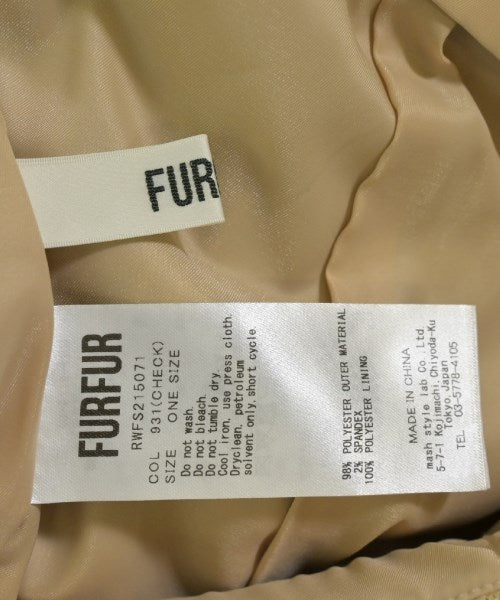 FUR
FURFUR
RWFS215071
COL 931(CHECK)
SIZE ONE SIZE
Do not wash.
Do not bleach.
Do not tumble dry.
Cool iron, use press cloth.
Dryclean, petroleum
solvent only, short cycle.
98% POLYESTER OUTER MATERIAL
2% SPANDEX
100% POLYESTER LINING
MADE IN CHINA
mash style lab Co., Ltd.
5-7-1 Kojimachi, Chiyoda-Ku
Tokyo, Japan
TEL 03-5778-4105